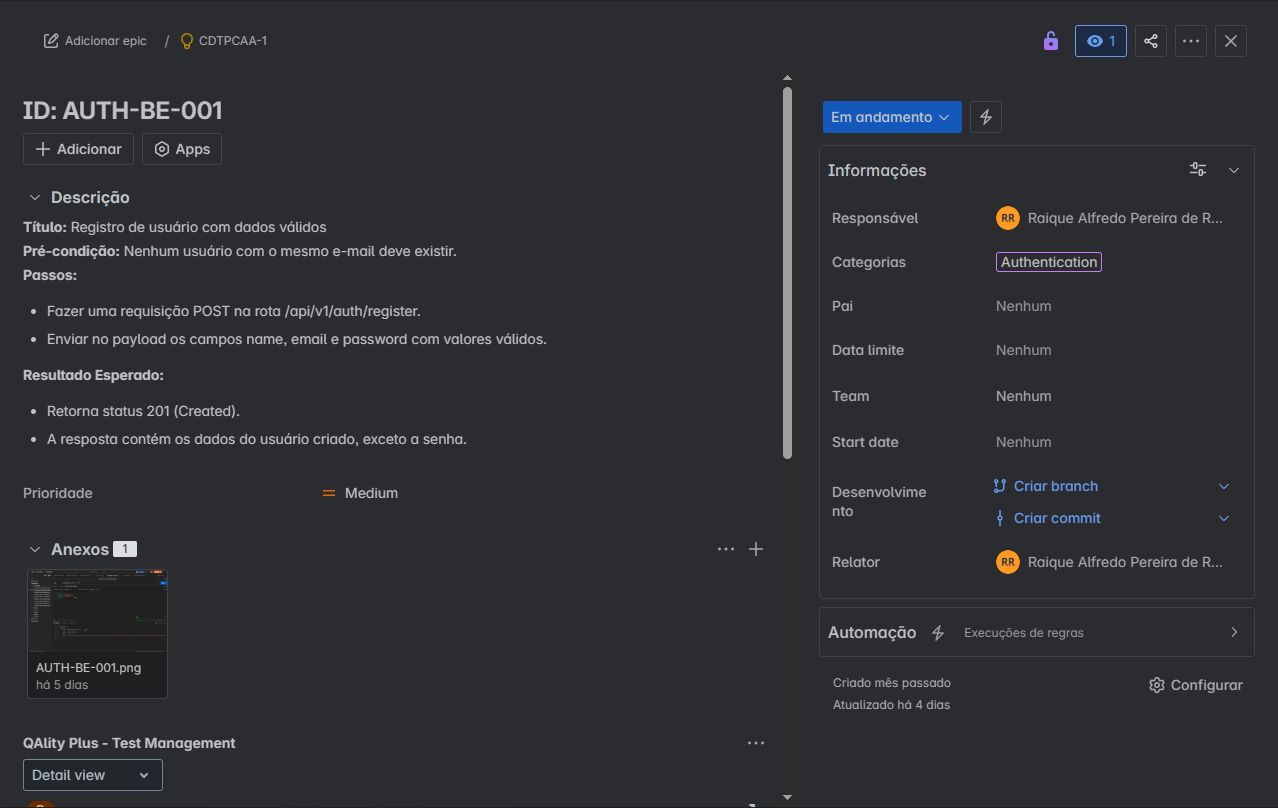 Adicionar epic / CDTPCAA-1
1
ID: AUTH-BE-001
Adicionar
Apps
Descrição
Título: Registro de usuário com dados válidos
Pré-condição: Nenhum usuário com o mesmo e-mail deve existir.
Passos:
• Fazer uma requisição POST na rota /api/v1/auth/register.
• Enviar no payload os campos name, email e password com valores válidos.
Resultado Esperado:
• Retorna status 201 (Created).
• A resposta contém os dados do usuário criado, exceto a senha.
Prioridade
Medium
Anexos 1
AUTH-BE-001.png
há 5 dias
QAlity Plus - Test Management
Detail view
Em andamento
Informações
Responsável
RR Raique Alfredo Pereira de R...
Categorias
Authentication
Pai
Nenhum
Data limite
Nenhum
Team
Nenhum
Start date
Nenhum
Desenvolvime
nto
Criar branch
Criar commit
Relator
RR Raique Alfredo Pereira de R...
Automação
Execuções de regras
Criado mês passado
Atualizado há 4 dias
Configurar